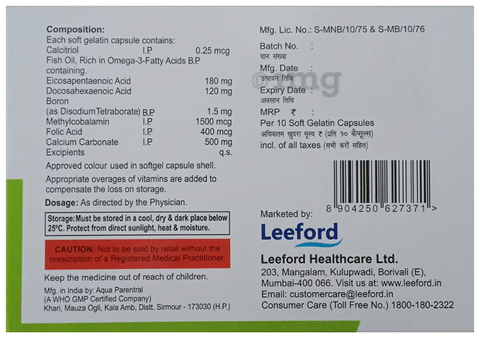 Composition:
Each soft gelatin capsule contains:
Calcitriol I.P 0.25 mcg
Fish Oil, Rich in Omega-3-Fatty Acids B.P
containing.
Eicosapentaenoic Acid 180 mg
Docosahexaenoic Acid 120 mg
Boron
(as DisodiumTetraborate) B.P 1.5 mg
Methylcobalamin I.P 1500 mcg
Folic Acid I.P 400 mcg
Calcium Carbonate I.P 500 mg
Excipients q.s.
Approved colour used in softgel capsule shell.
Appropriate overages of vitamins are added to
compensate the loss on storage.
Dosage: As directed by the Physician.
Storage:Must be stored in a cool, dry & dark place below
25°C. Protect from direct sunlight, heat & moisture.
CAUTION: Not to be sold by retail without the
prescription of a Registered Medical Practitioner.
Keep the medicine out of reach of children.
Mfg. in India by: Aqua Parentral
(A WHO GMP Certified Company)
Khari, Mauza Ogli, Kala Amb, Distt. Sirmour - 173030 (H.P.)
Mfg. Lic. No.: S-MNB/10/75 & S-MB/10/76
Batch No. :
घान संख्या
Mfg. Date :
उत्पादन तिथि
Expiry Date :
अवसान तिथि
MRP ₹ :
Per 10 Soft Gelatin Capsules
अधिकतम खुदरा मूल्य ₹ (प्रति १० कैप्सूल्स)
incl. of all taxes (सभी करों सहित)
8 904250 627371 >
Marketed by:
Leeford
Leeford Healthcare Ltd.
203, Mangalam, Kulupwadi, Borivali (E),
Mumbai-400 066. Visit us at: www.leeford.in
Email: customercare@leeford.in
Consumer Care (Toll Free No.) 1800-180-2322